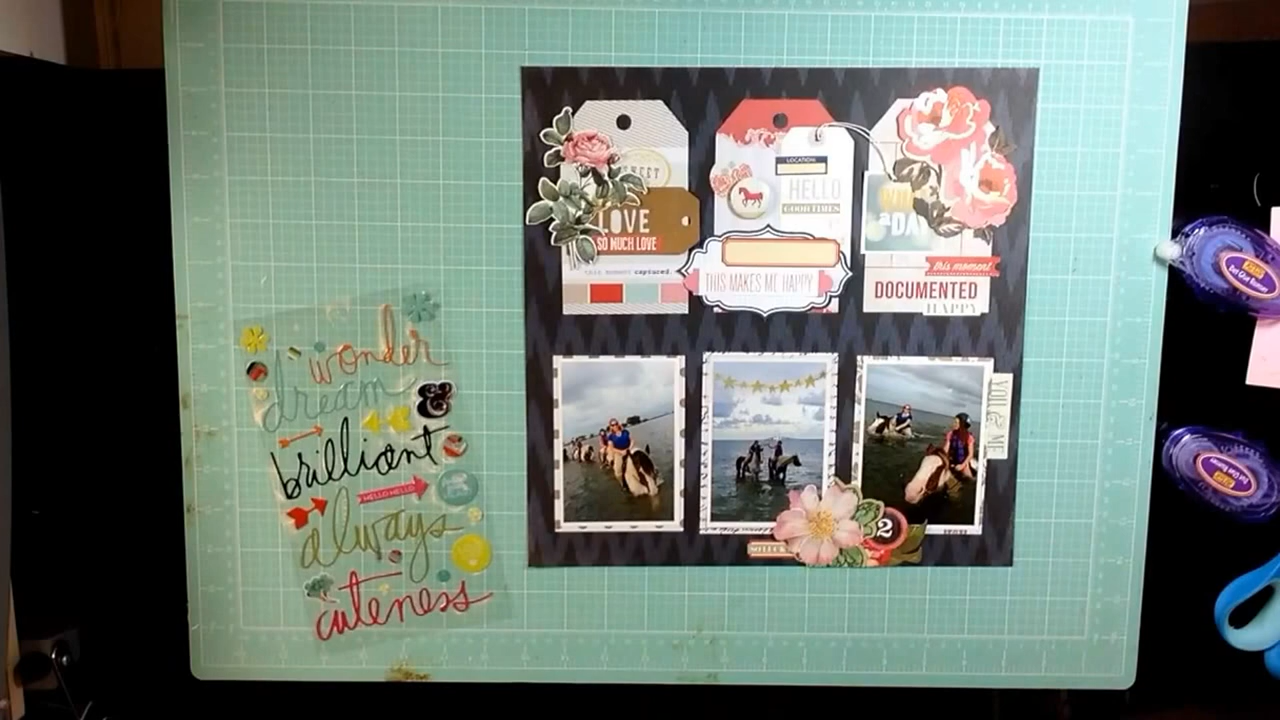 wonder
dream
&
brilliant
HELLO HELLO
always
cuteness
SWEET
LOVE
SO MUCH LOVE
this moment captured.
LOCATION
HELLO
GOOD TIMES
THIS MAKES ME HAPPY
this moment
DOCUMENTED
HAPPY
YOU & ME
2